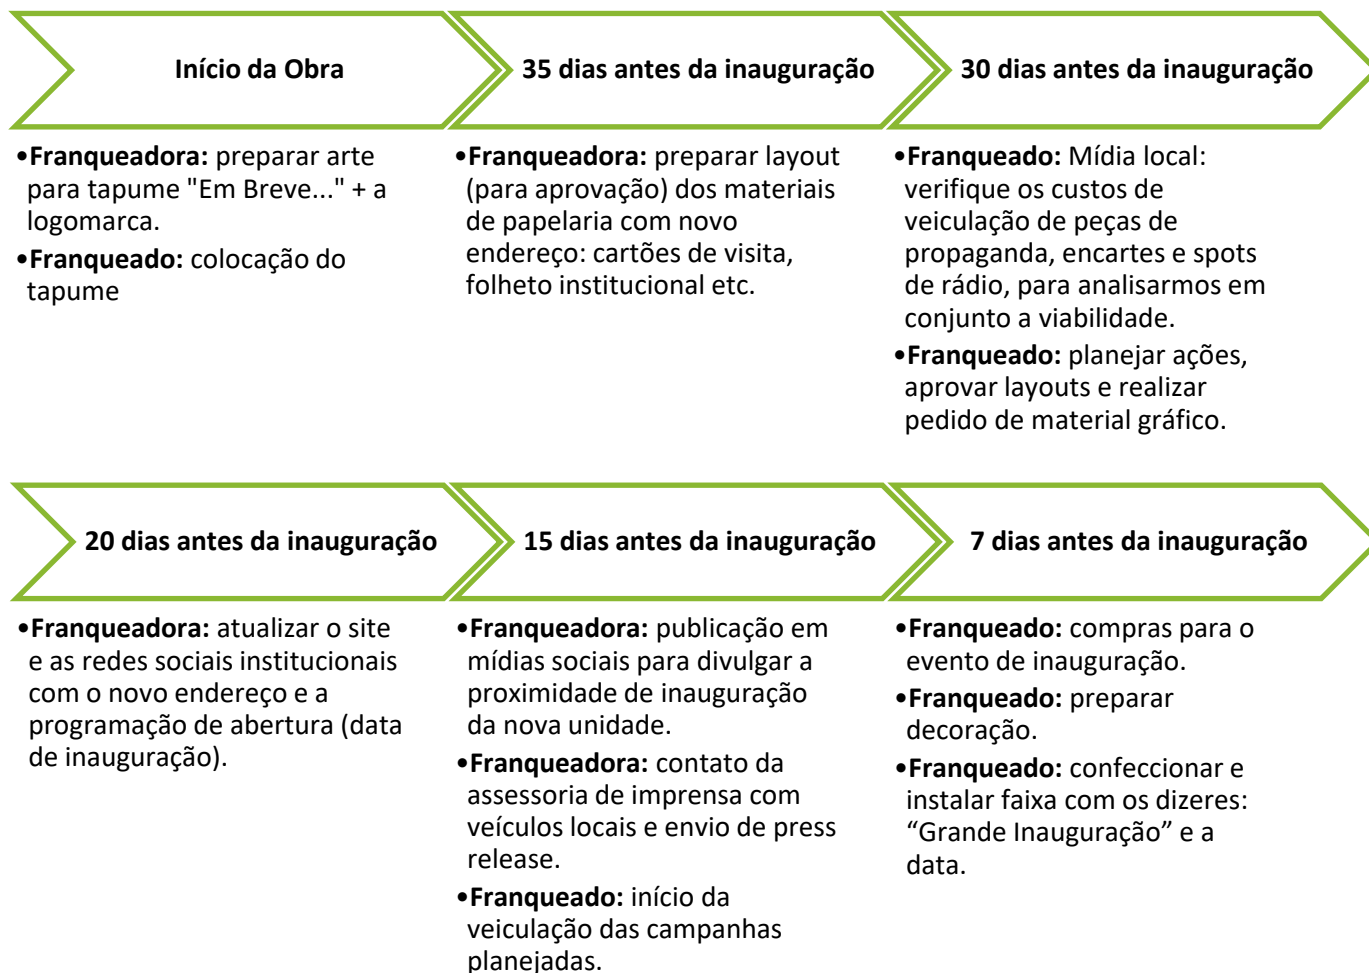 Início da Obra
•Franqueadora: preparar arte
para tapume "Em Breve..." + a
logomarca.
•Franqueado: colocação do
tapume
35 dias antes da inauguração
•Franqueadora: preparar layout
(para aprovação) dos materiais
de papelaria com novo
endereço: cartões de visita,
folheto institucional etc.
30 dias antes da inauguração
•Franqueado: Mídia local:
verifique os custos de
veiculação de peças de
propaganda, encartes e spots
de rádio, para analisarmos em
conjunto a viabilidade.
•Franqueado: planejar ações,
aprovar layouts e realizar
pedido de material gráfico.
20 dias antes da inauguração
•Franqueadora: atualizar o site
e as redes sociais institucionais
com o novo endereço e a
programação de abertura (data
de inauguração).
15 dias antes da inauguração
•Franqueadora: publicação em
mídias sociais para divulgar a
proximidade de inauguração
da nova unidade.
•Franqueadora: contato da
assessoria de imprensa com
veículos locais e envio de press
release.
•Franqueado: início da
veiculação das campanhas
planejadas.
7 dias antes da inauguração
•Franqueado: compras para o
evento de inauguração.
•Franqueado: preparar
decoração.
•Franqueado: confeccionar e
instalar faixa com os dizeres:
“Grande Inauguração” e a
data.